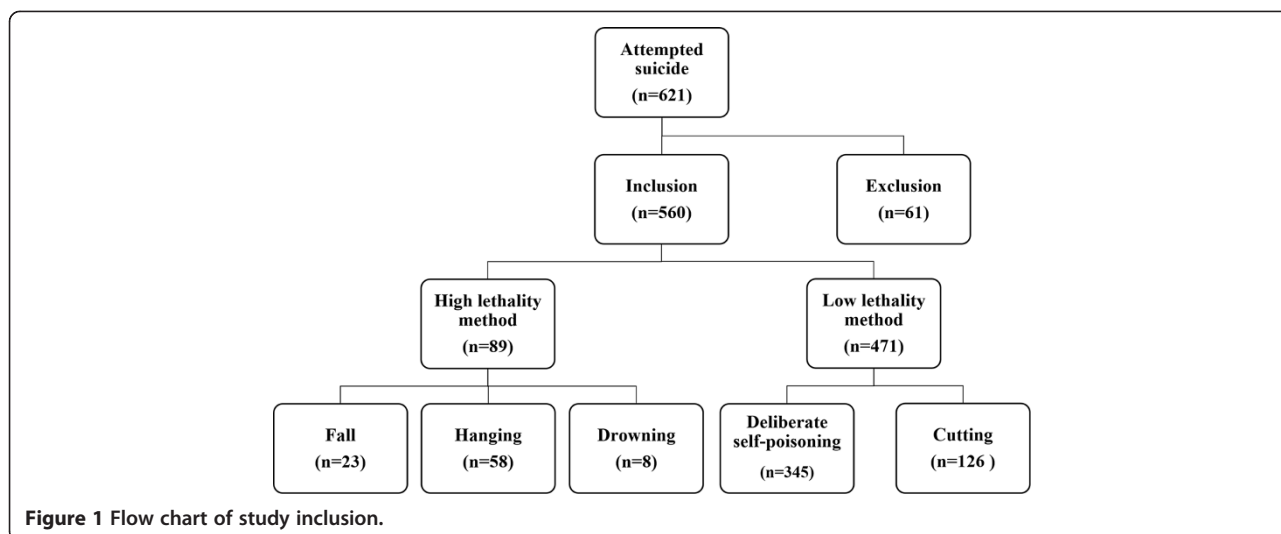 Attempted
suicide
(n=621)
Inclusion
(n=560)
Exclusion
(n=61)
High lethality
method
(n=89)
Low lethality
method
(n=471)
Fall
(n=23)
Hanging
(n=58)
Drowning
(n=8)
Deliberate
self-poisoning
(n=345)
Cutting
(n=126 )
Figure 1 Flow chart of study inclusion.